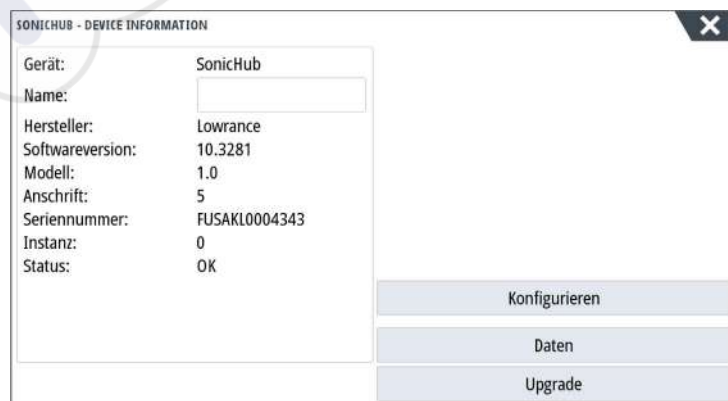 SONICHUB - DEVICE INFORMATION
Gerät: SonicHub
Name:
Hersteller: Lowrance
Softwareversion: 10.3281
Modell: 1.0
Anschrift: 5
Seriennummer: FUSAKL0004343
Instanz: 0
Status: OK
Konfigurieren
Daten
Upgrade